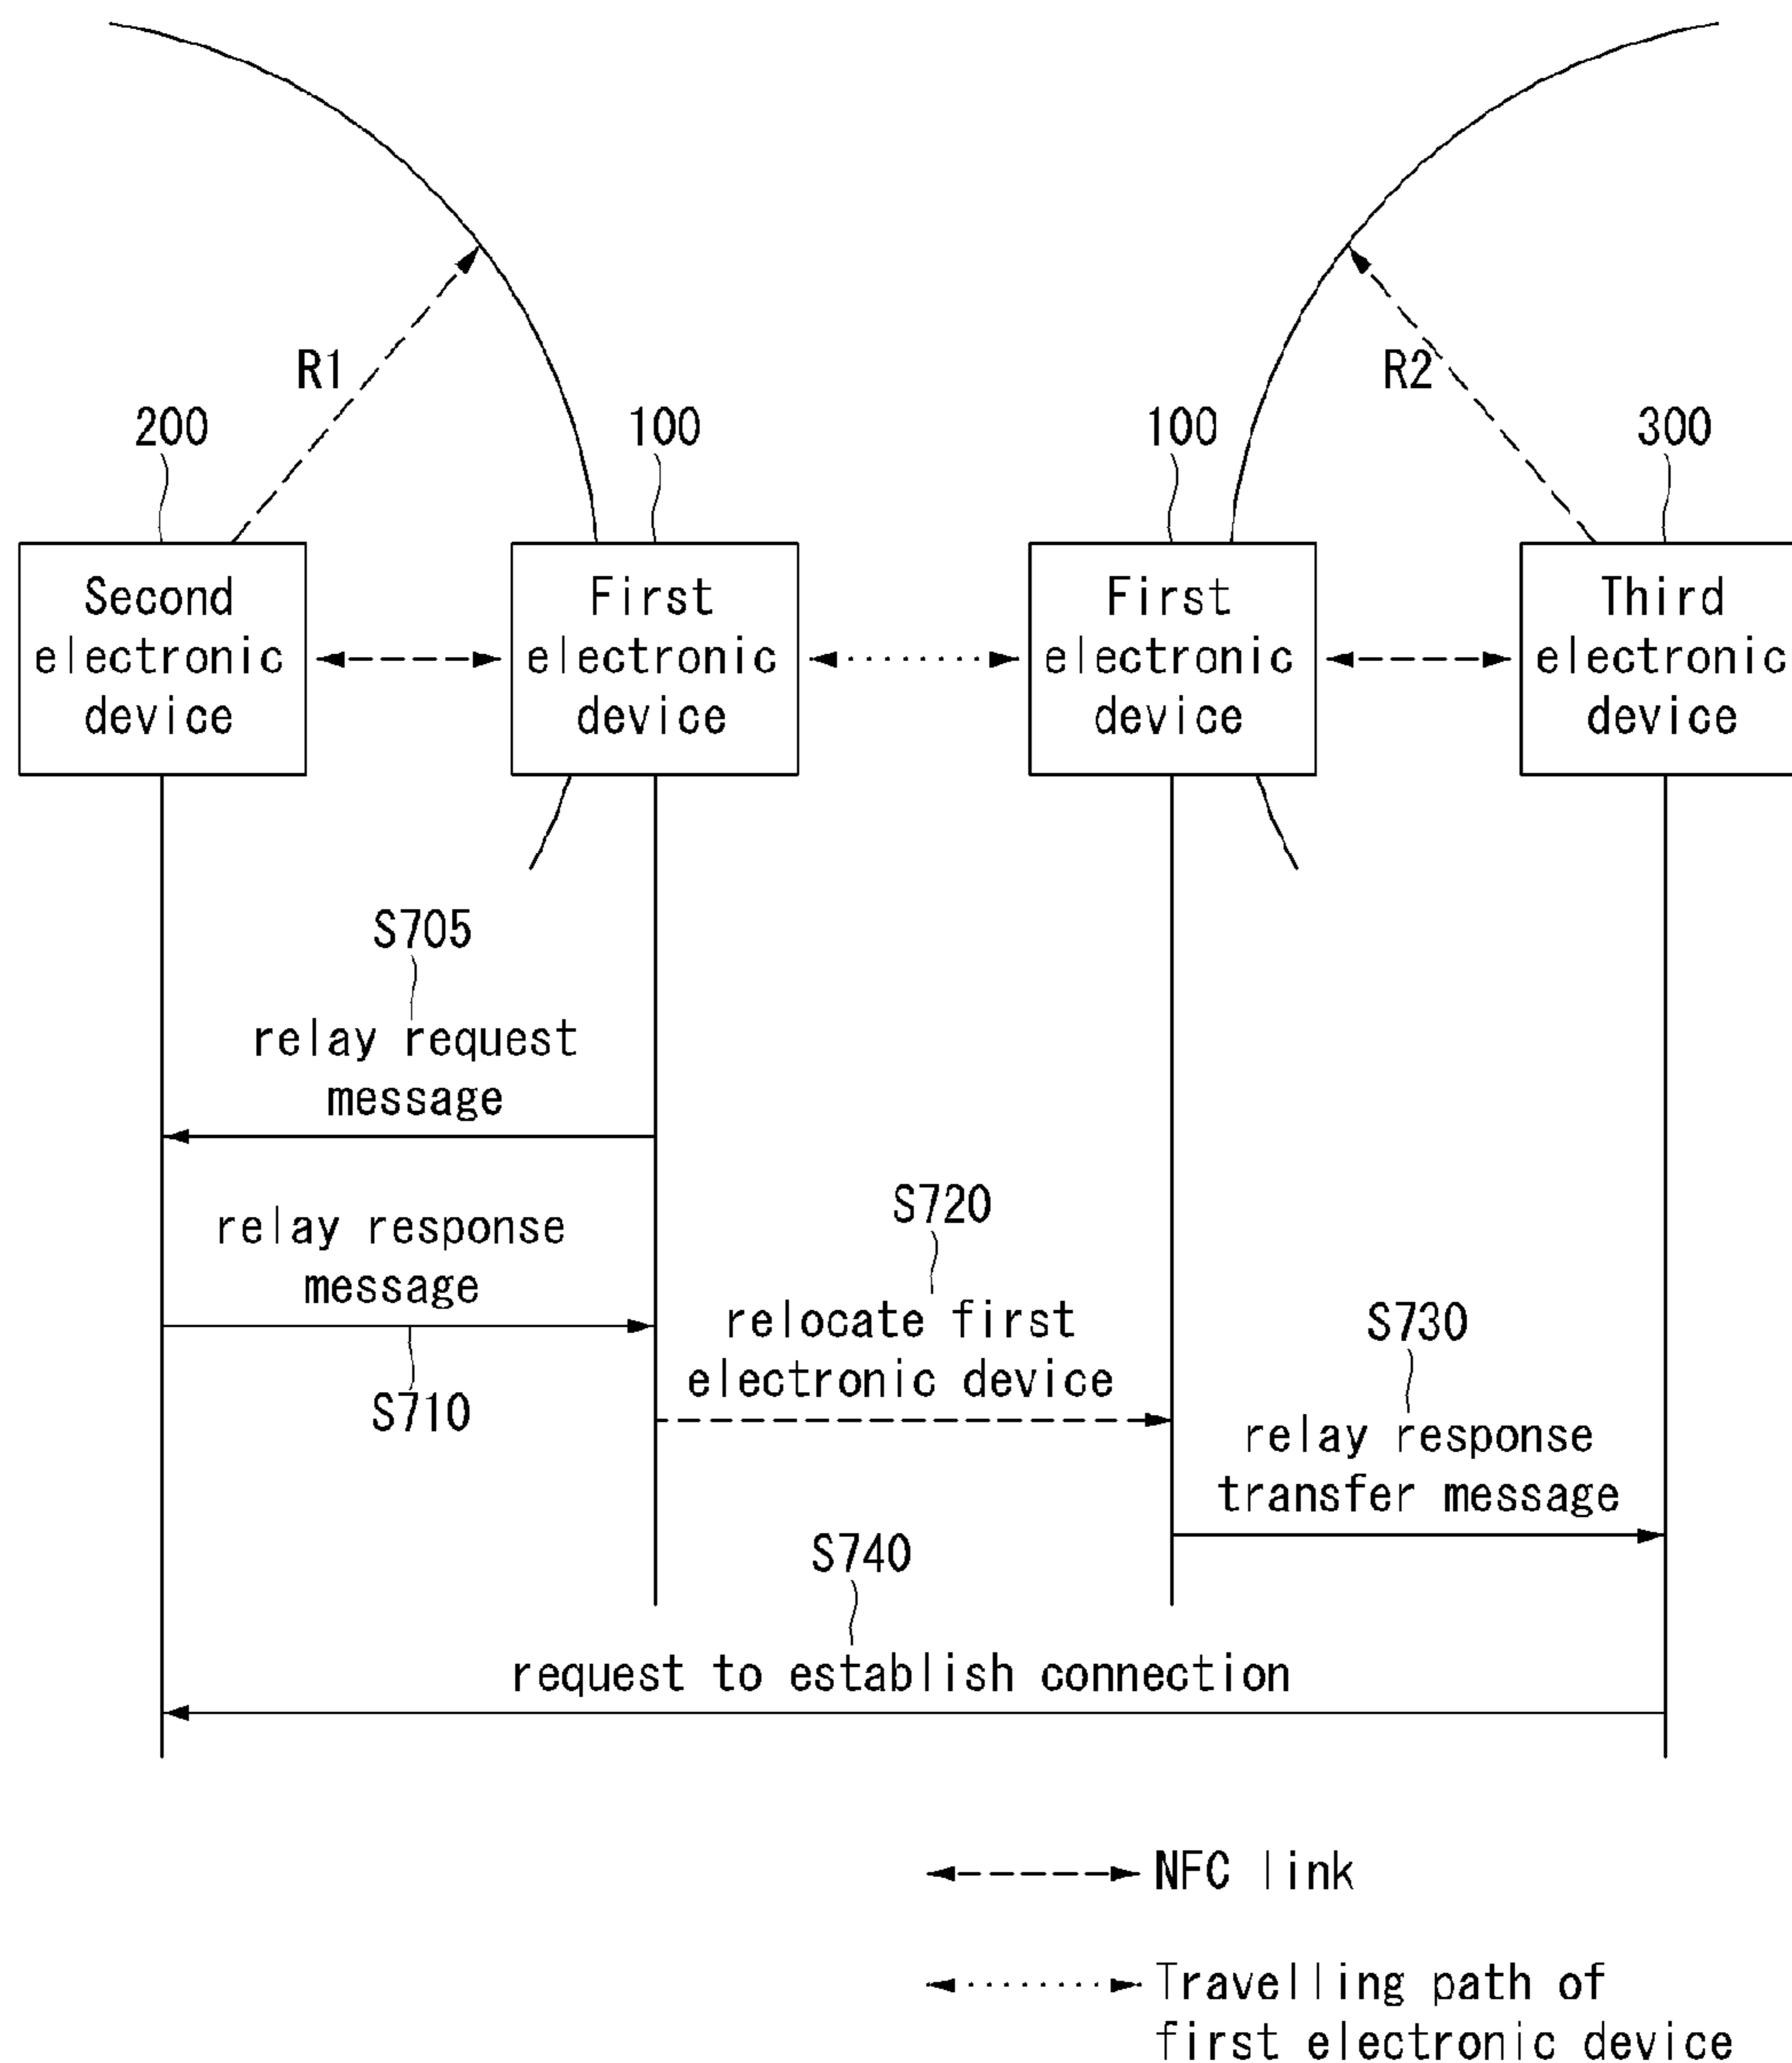 R1
R2
200
100
100
300
Second
electronic
device
First
electronic
device
First
electronic
device
Third
electronic
device
S705
relay request
message
relay response
message
S710
S720
relocate first
electronic device
S730
relay response
transfer message
S740
request to establish connection
NFC link
Travelling path of
first electronic device